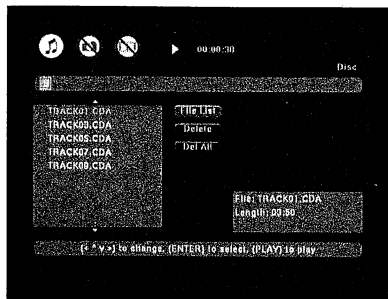 00:00:30
Disc
TRACK01.CDA
TRACK03.CDA
TRACK05.CDA
TRACK07.CDA
TRACK09.CDA
File List
Delete
Del All
File: TRACK01.CDA
Length: 03:50
(< ^ v >) to change, (ENTER) to select, (PLAY) to play